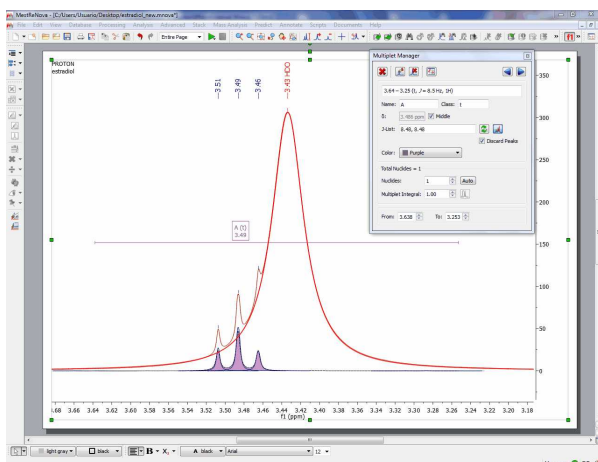 MestReNova - [C:/Users/Usuario/Desktop/estradiol_new.mnova*]
File Edit View Database Processing Analysis Advanced Stack Mass Analysis Predict Annotate Scripts Documents Help
Entire Page
PROTON
estradiol
3.51
3.49
3.46
3.43 HDO
A (t)
3.49
Multiplet Manager
3.64 – 3.25 (t, J = 8.5 Hz, 1H)
Name: A Class: t
δ: 3.486 ppm Middle
J-List: 8.48, 8.48
Discard Peaks
Color: Purple
Total Nuclides = 1
Nuclides: 1 Auto
Multiplet Integral: 1.00
From: 3.638 To: 3.253
350
300
250
200
150
100
50
0
3.68 3.66 3.64 3.62 3.60 3.58 3.56 3.54 3.52 3.50 3.48 3.46 3.44 3.42 3.40 3.38 3.36 3.34 3.32 3.30 3.28 3.26 3.24 3.22 3.20 3.18
f1 (ppm)
light gray black B X₂ A black Arial 12